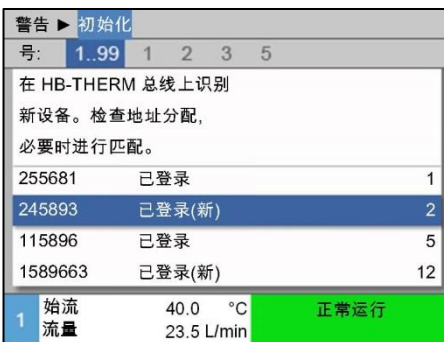 警告 ▶ 初始化
号: 1..99 1 2 3 5
在 HB-THERM 总线上识别
新设备。检查地址分配,
必要时进行匹配。
255681 已登录 1
245893 已登录(新) 2
115896 已登录 5
1589663 已登录(新) 12
1 始流 40.0 °C 正常运行
流量 23.5 L/min